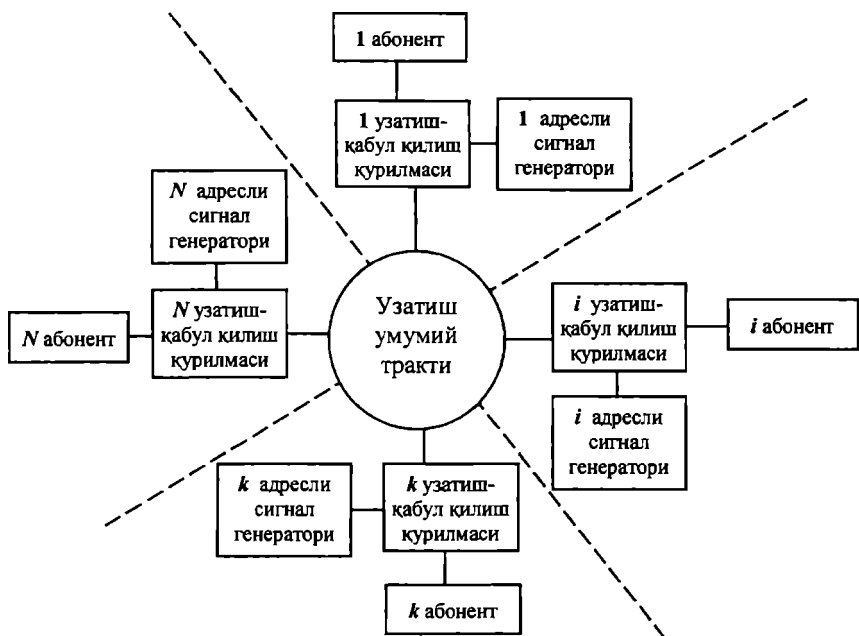 1 абонент
1 узатиш-
қабул қилиш
қурилмаси
1 адресли
сигнал
генератори
N адресли
сигнал
генератори
N узатиш-
қабул қилиш
қурилмаси
N абонент
Узатиш
умумий
тракти
i узатиш-
қабул қилиш
қурилмаси
i абонент
i адресли
сигнал
генератори
k адресли
сигнал
генератори
k узатиш-
қабул қилиш
қурилмаси
k абонент